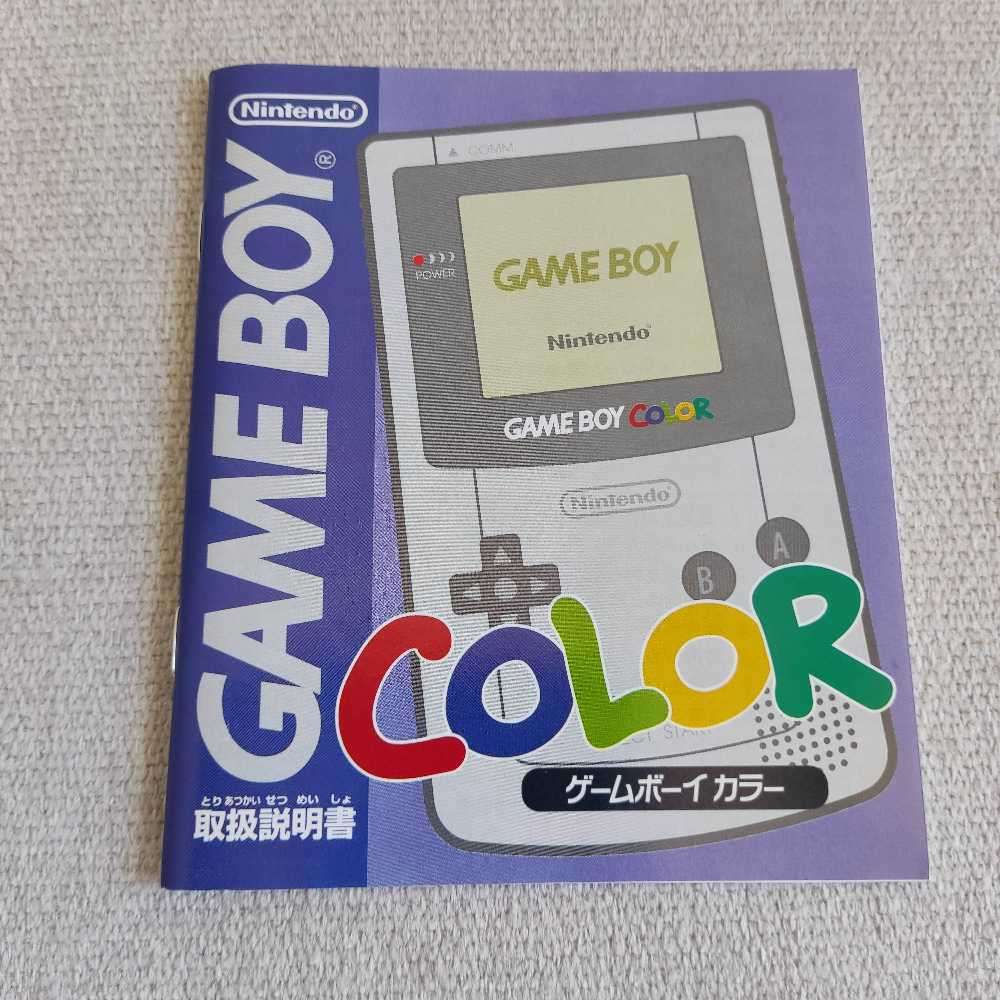 Nintendo®
GAME BOY®
COMM.
POWER
GAME BOY
Nintendo®
GAME BOY COLOR
Nintendo®
A
B
COLOR
START
ゲームボーイ カラー
とりあつかい せつ めい しょ
取扱説明書